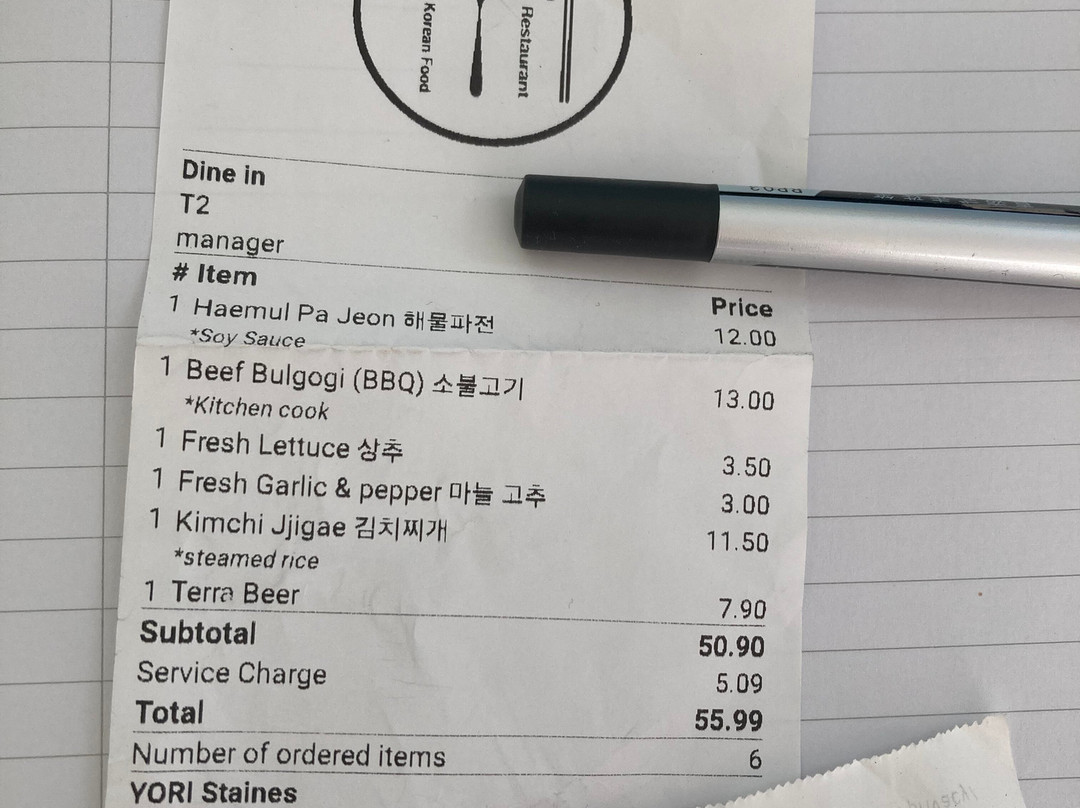 Korean Food
Restaurant
Dine in
T2
manager
# Item Price
1 Haemul Pa Jeon 해물파전 12.00
*Soy Sauce
1 Beef Bulgogi (BBQ) 소불고기 13.00
*Kitchen cook
1 Fresh Lettuce 상추 3.50
1 Fresh Garlic & pepper 마늘 고추 3.00
1 Kimchi Jjigae 김치찌개 11.50
*steamed rice
1 Terra Beer 7.90
Subtotal 50.90
Service Charge 5.09
Total 55.99
Number of ordered items 6
YORI Staines